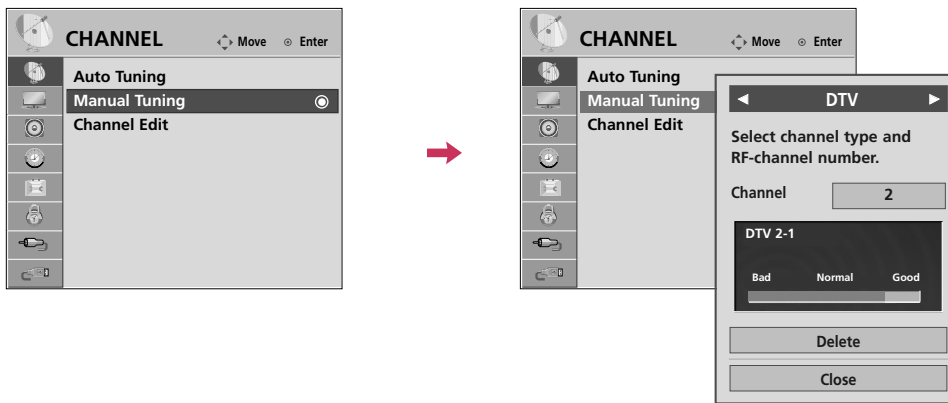 CHANNEL Move Enter
Auto Tuning
Manual Tuning
Channel Edit
CHANNEL Move Enter
Auto Tuning
Manual Tuning
Channel Edit
DTV
Select channel type and
RF-channel number.
Channel 2
DTV 2-1
Bad Normal Good
Delete
Close